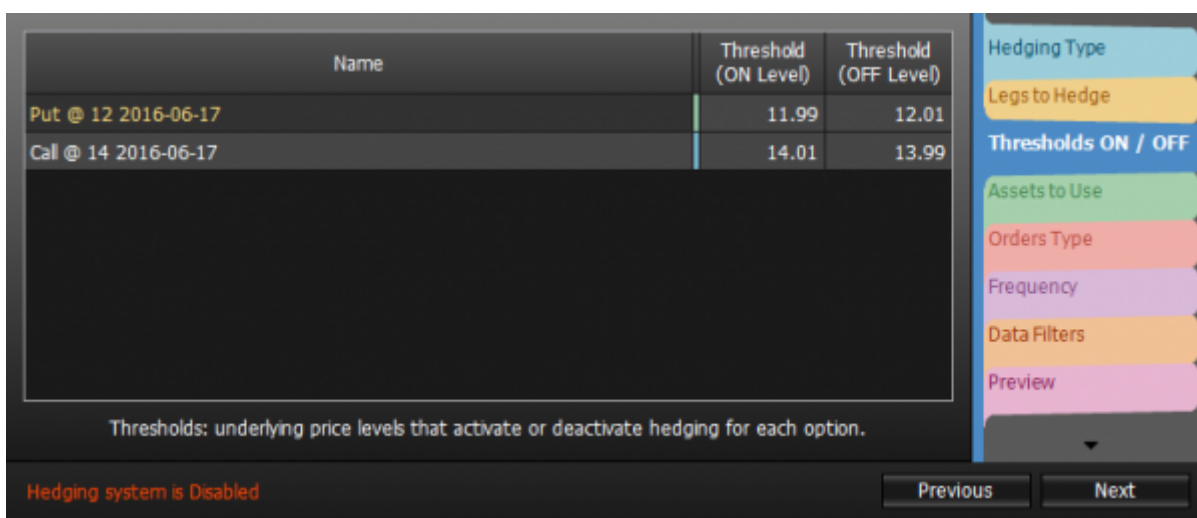 Name
Threshold
(ON Level)
Threshold
(OFF Level)
Put @ 12 2016-06-17
11.99
12.01
Call @ 14 2016-06-17
14.01
13.99
Thresholds: underlying price levels that activate or deactivate hedging for each option.
Hedging Type
Legs to Hedge
Thresholds ON / OFF
Assets to Use
Orders Type
Frequency
Data Filters
Preview
Hedging system is Disabled
Previous
Next